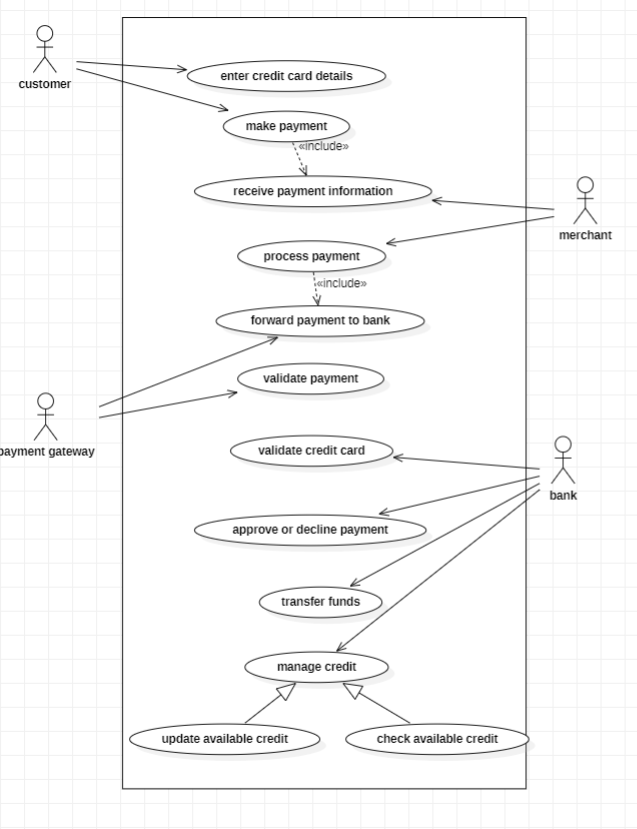 customer
enter credit card details
make payment
«include»
receive payment information
merchant
process payment
«include»
forward payment to bank
validate payment
payment gateway
validate credit card
bank
approve or decline payment
transfer funds
manage credit
update available credit
check available credit